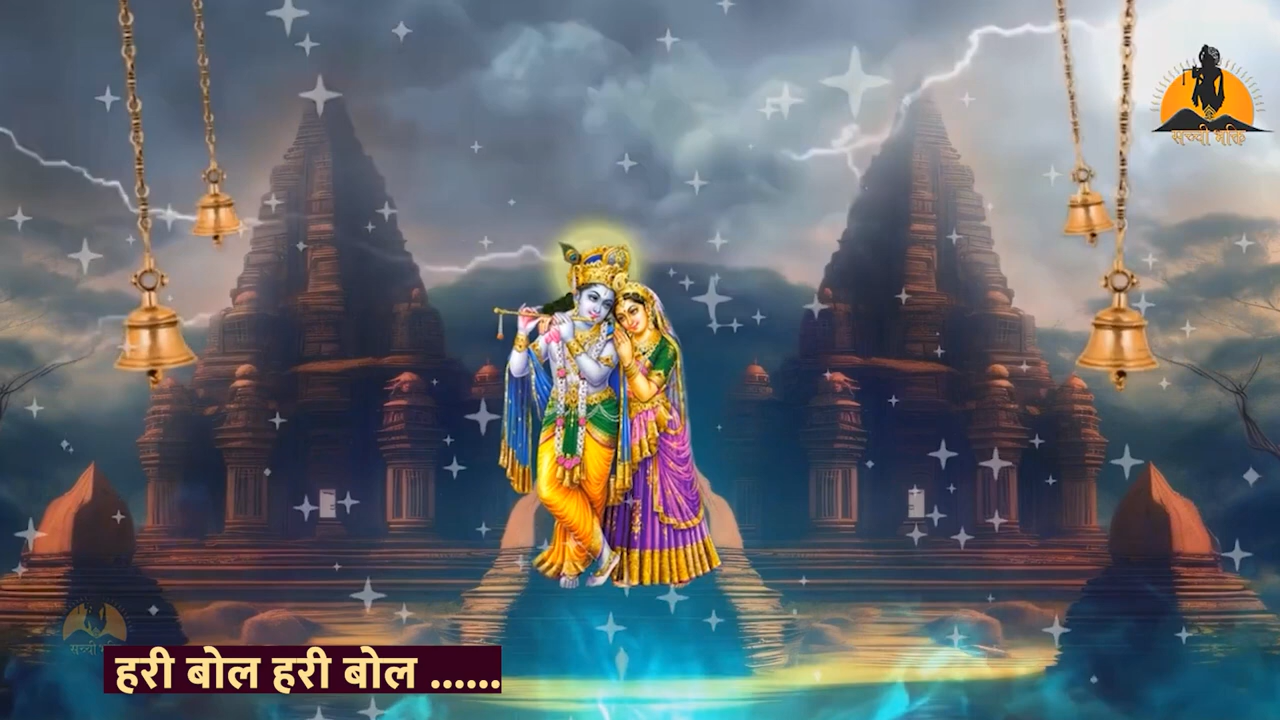 सच्ची भक्ति
हरी बोल हरी बोल ......